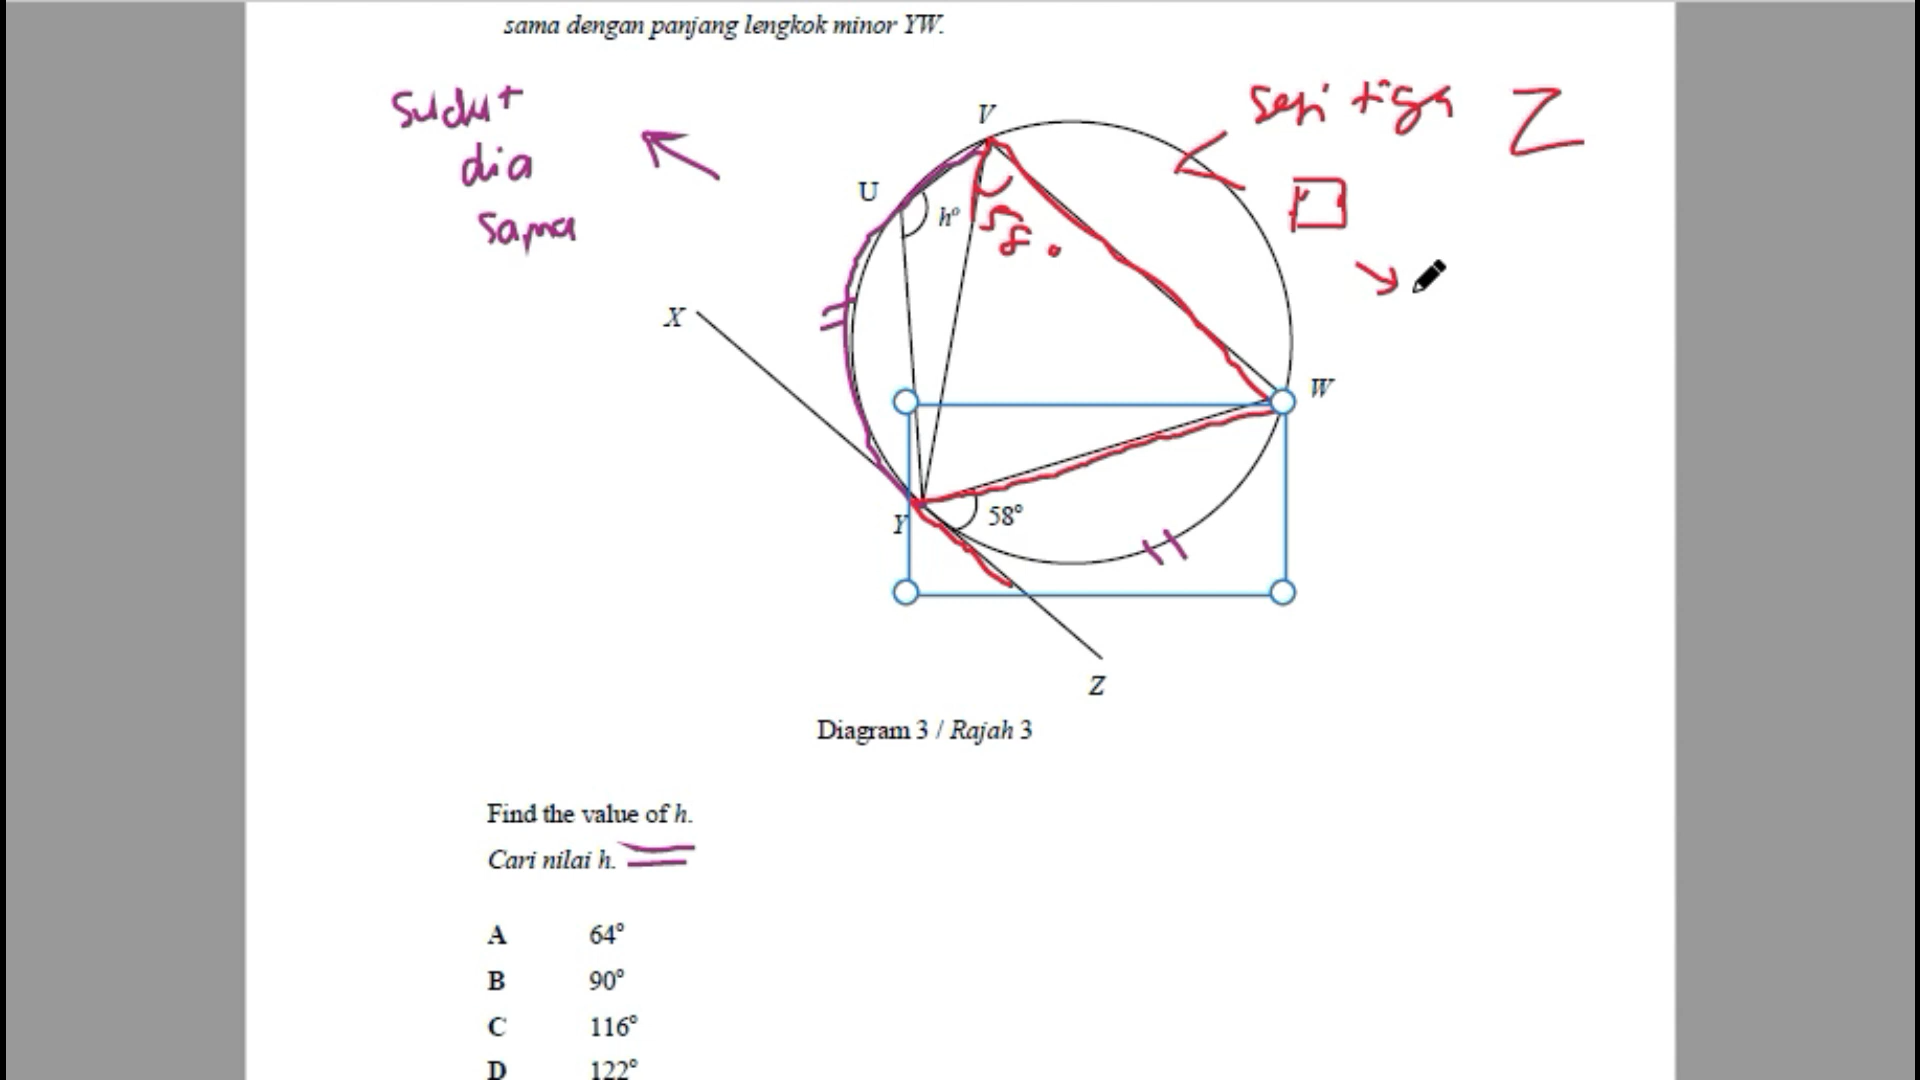 sama dengan panjang lengkok minor YW.
Sudut
dia
sama
segi tiga Z
V
U
h°
58°
X
W
Y
58°
Z
Diagram 3 / Rajah 3
Find the value of h.
Cari nilai h.
A 64°
B 90°
C 116°
D 122°